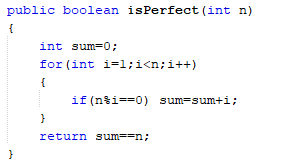 public boolean isPerfect(int n)
{
int sum=0;
for(int i=1;i<n;i++)
{
if(n%i==0) sum=sum+i;
}
return sum==n;
}